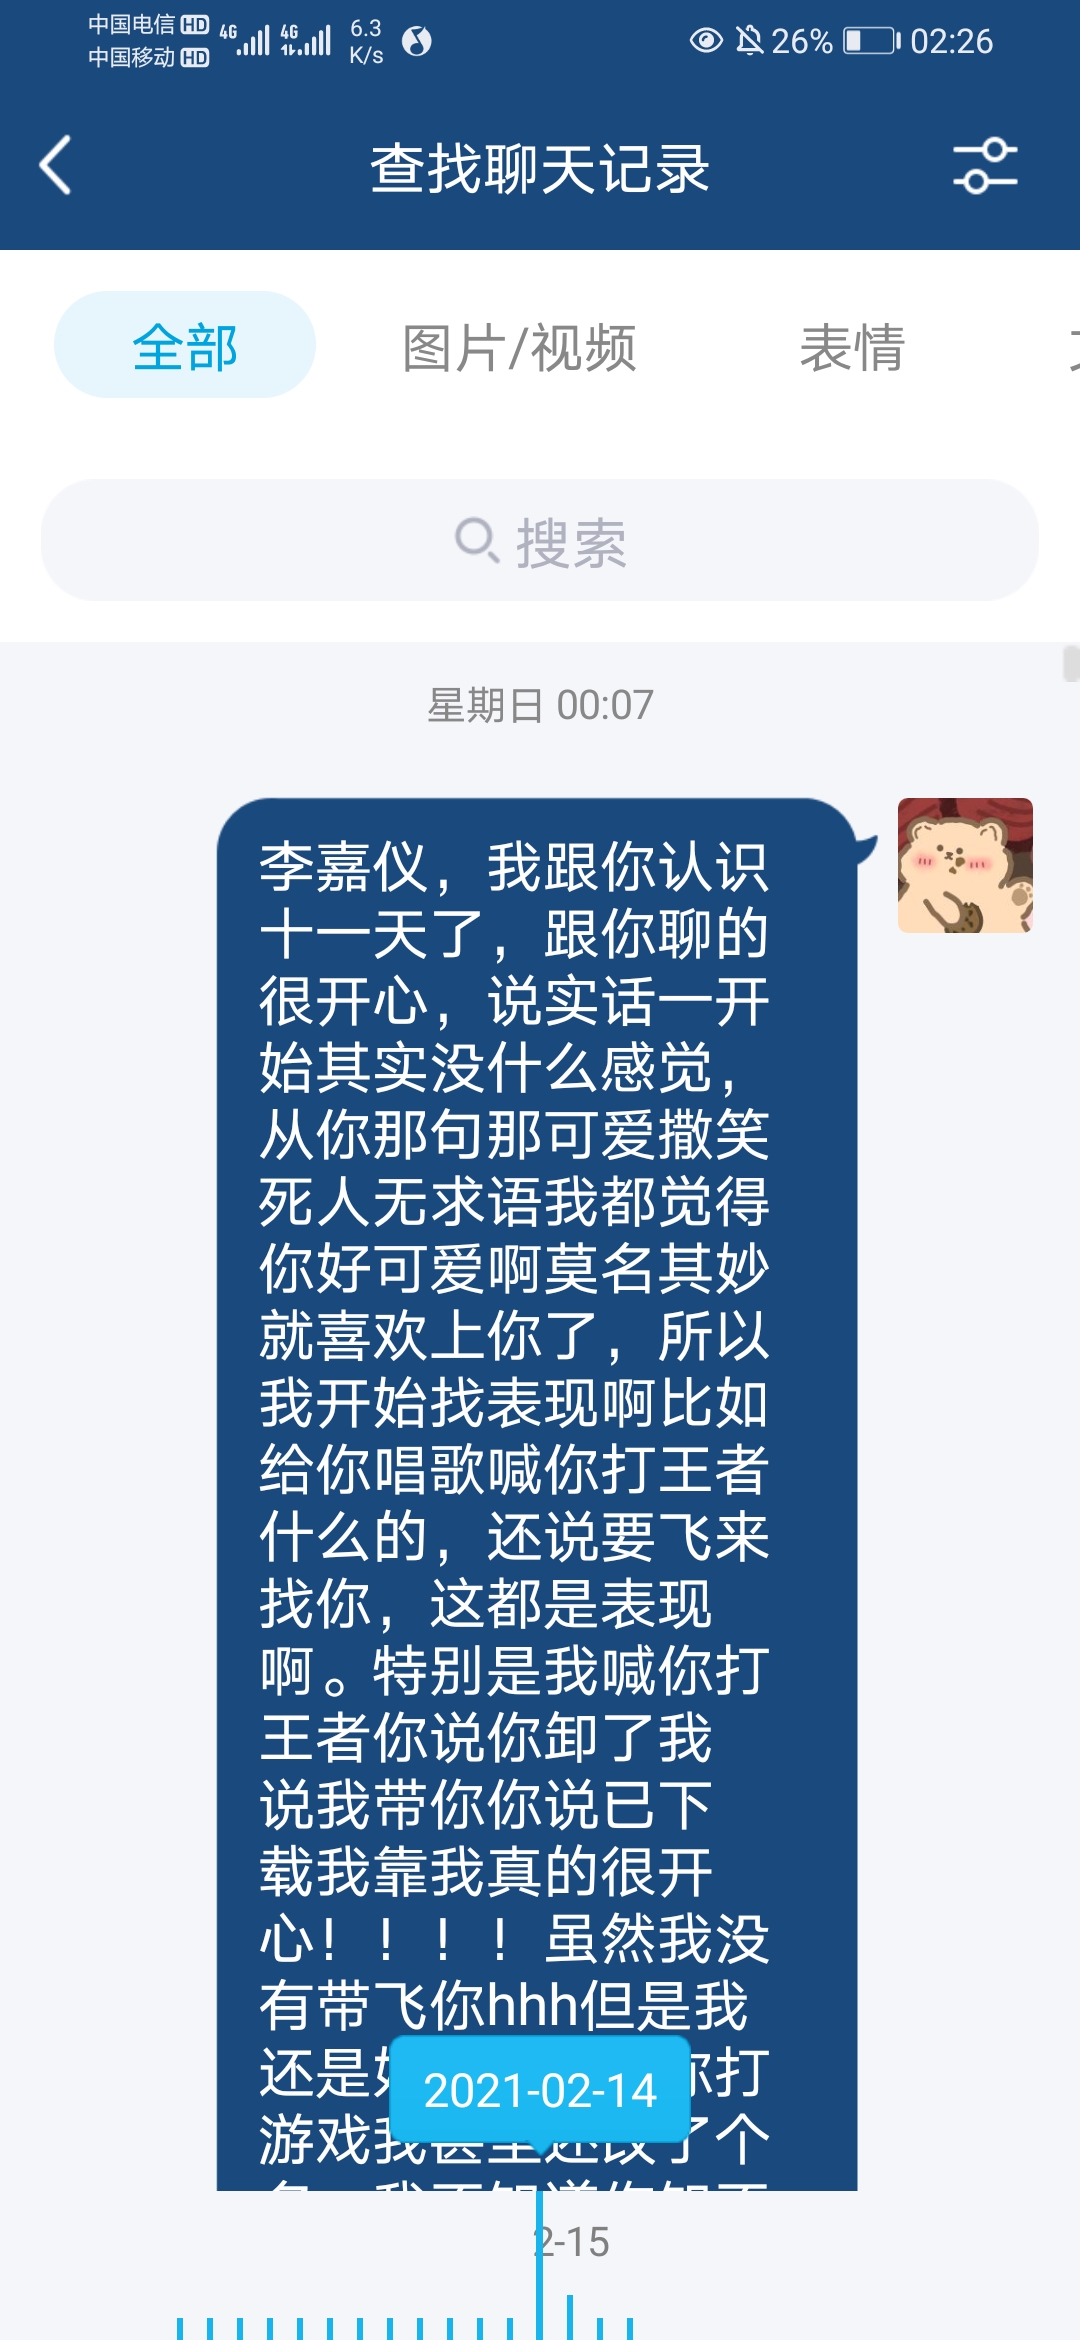 中国电信 HD 4G 4G 6.3 26% 02:26
中国移动 HD K/s
查找聊天记录
全部 图片/视频 表情
搜索
星期日 00:07
李嘉仪，我跟你认识
十一天了，跟你聊的
很开心，说实话一开
始其实没什么感觉，
从你那句那可爱撒笑
死人无求语我都觉得
你好可爱啊莫名其妙
就喜欢上你了，所以
我开始找表现啊比如
给你唱歌喊你打王者
什么的，还说要飞来
找你，这都是表现
啊。特别是我喊你打
王者你说你卸了我
说我带你你说已下
载我靠我真的很开
心！！！！虽然我没
有带飞你hhh但是我
还是 你打
2021-02-14
游戏我甚至还改了个
2-15